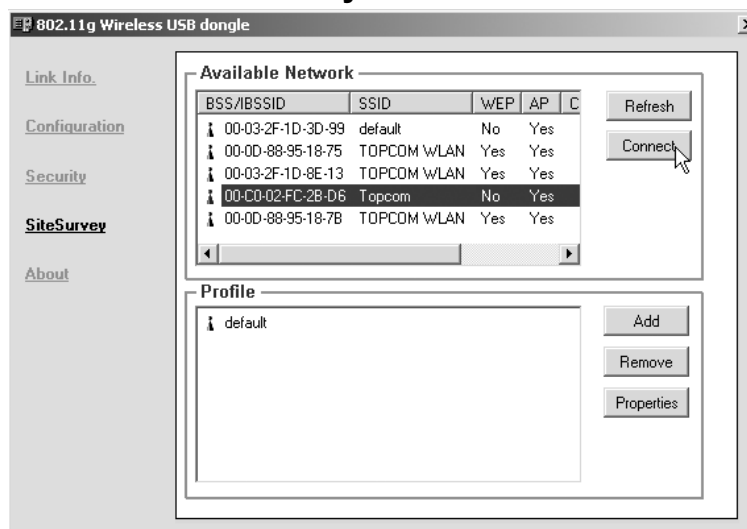 802.11g Wireless USB dongle
Link Info.
Configuration
Security
SiteSurvey
About
Available Network
BSS/IBSSID SSID WEP AP C
00-03-2F-1D-3D-99 default No Yes
00-0D-88-95-18-75 TOPCOM WLAN Yes Yes
00-03-2F-1D-8E-13 TOPCOM WLAN Yes Yes
00-C0-02-FC-2B-D6 Topcom No Yes
00-0D-88-95-18-7B TOPCOM WLAN Yes Yes
Refresh
Connect
Profile
default
Add
Remove
Properties